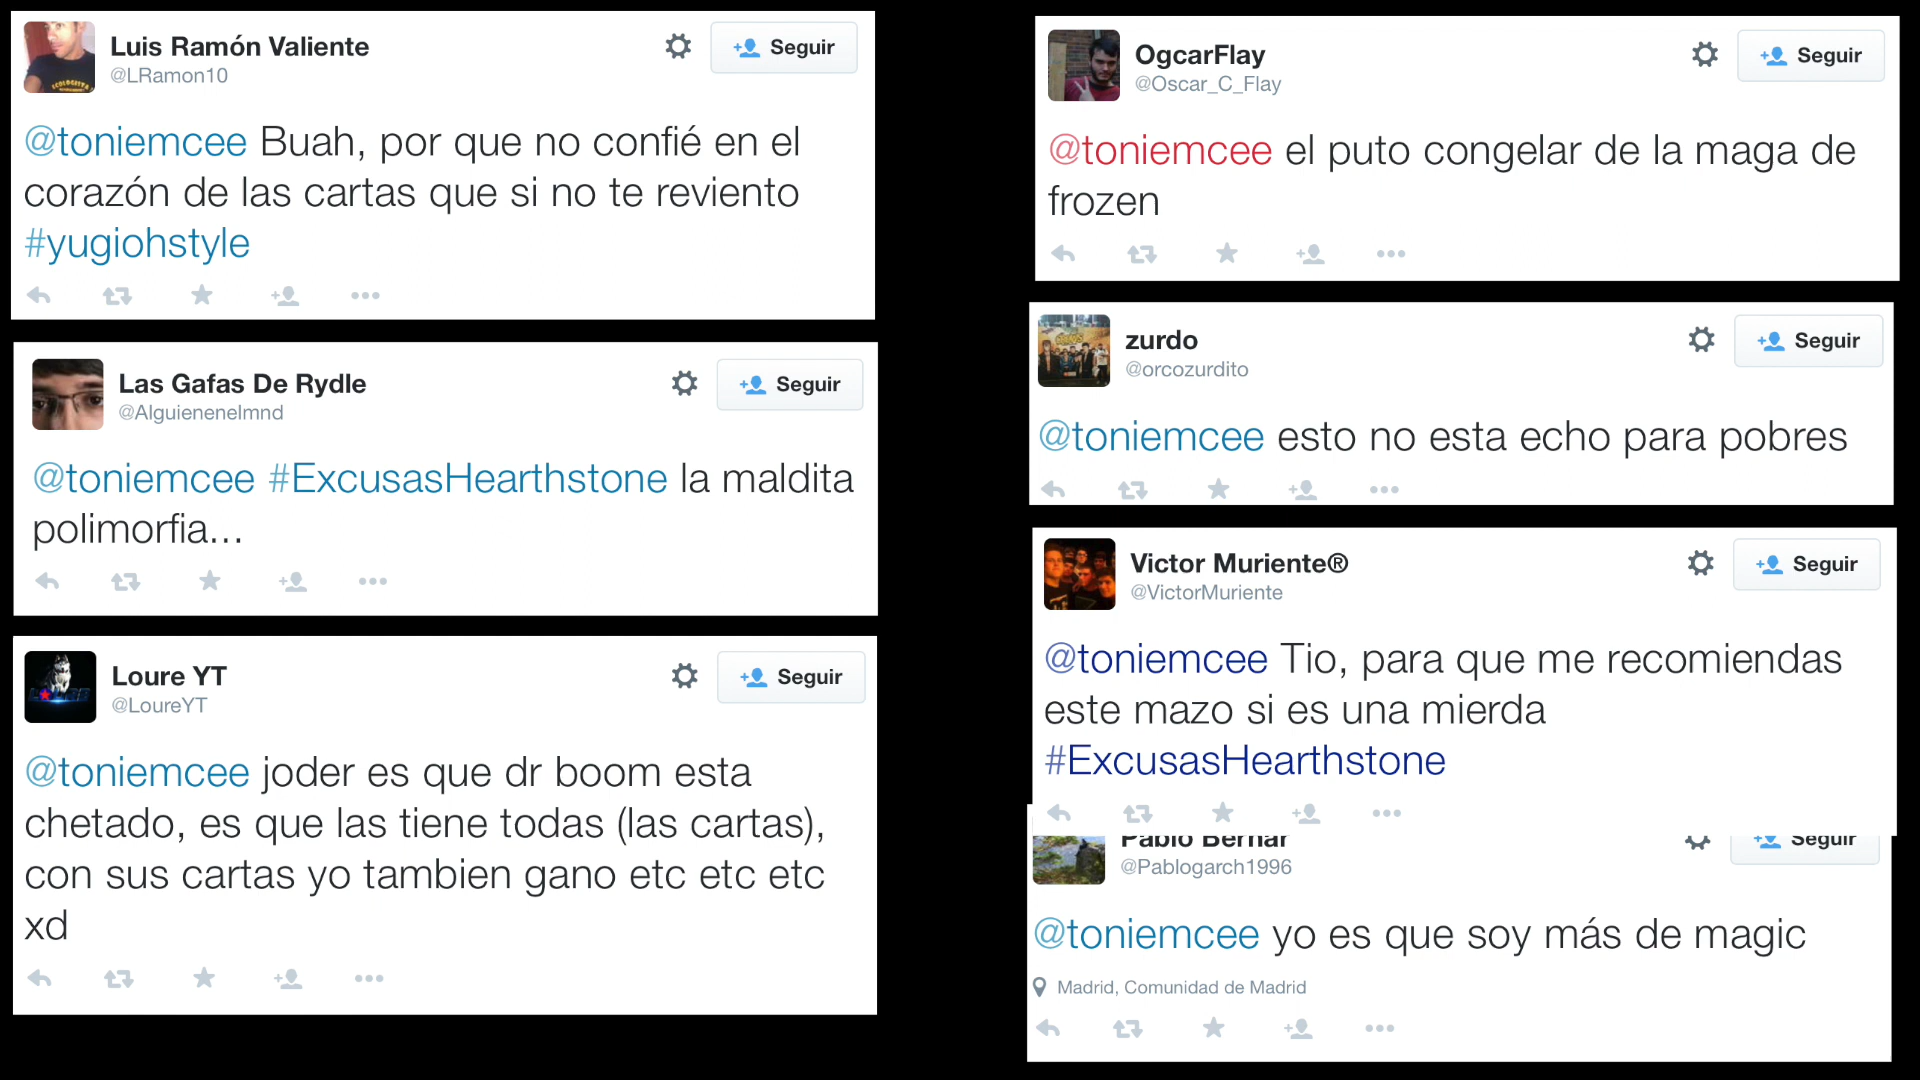 Luis Ramón Valiente
@LRamon10
Seguir
@toniemcee Buah, por que no confié en el
corazón de las cartas que si no te reviento
#yugiohstyle
Las Gafas De Rydle
@Alguienenelmnd
Seguir
@toniemcee #ExcusasHearthstone la maldita
polimorfia...
Loure YT
@LoureYT
Seguir
@toniemcee joder es que dr boom esta
chetado, es que las tiene todas (las cartas),
con sus cartas yo tambien gano etc etc etc
xd
OgcarFlay
@Oscar_C_Flay
Seguir
@toniemcee el puto congelar de la maga de
frozen
zurdo
@orcozurdito
Seguir
@toniemcee esto no esta echo para pobres
Victor Muriente®
@VictorMuriente
Seguir
@toniemcee Tio, para que me recomiendas
este mazo si es una mierda
#ExcusasHearthstone
Pablo Bernar
@Pablogarch1996
Seguir
@toniemcee yo es que soy más de magic
Madrid, Comunidad de Madrid